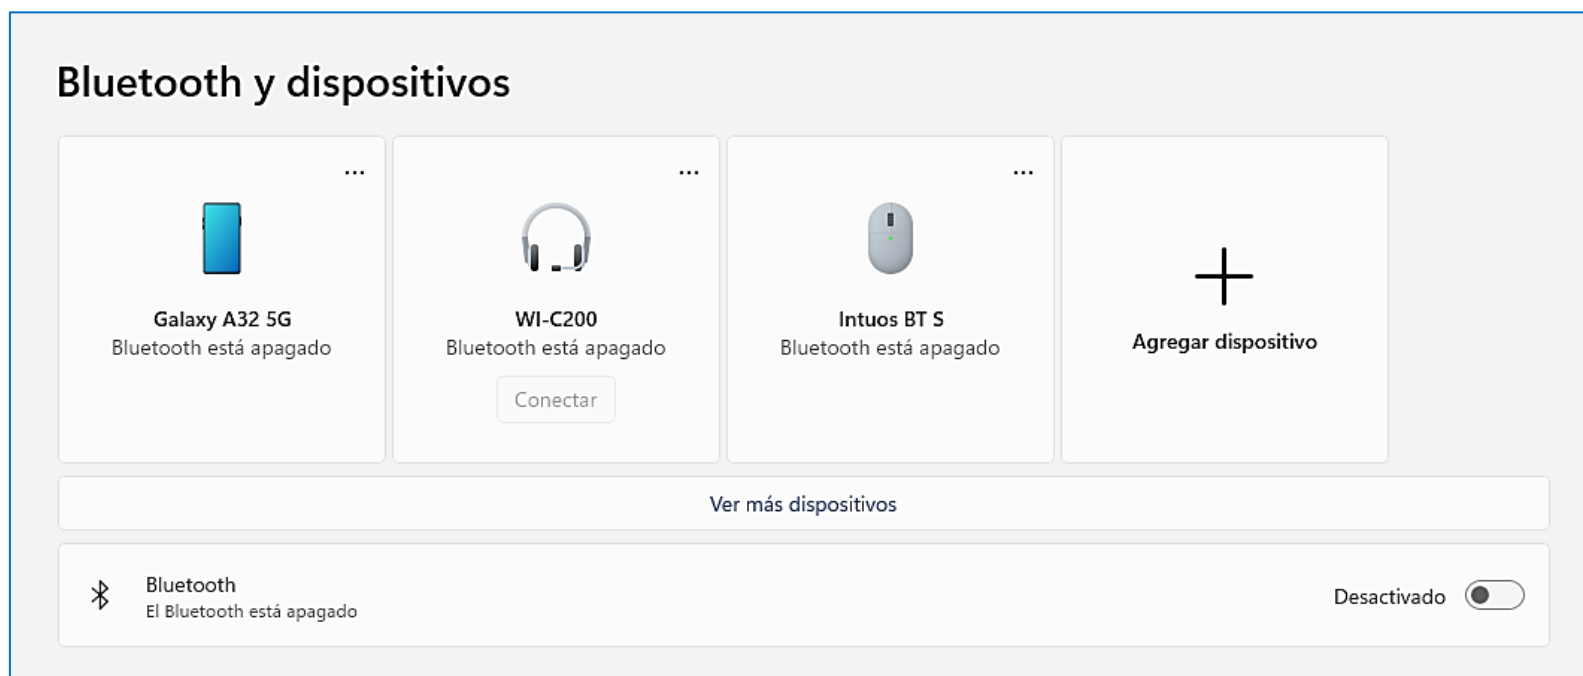 Bluetooth y dispositivos
...
...
...
Galaxy A32 5G
Bluetooth está apagado
WI-C200
Bluetooth está apagado
Conectar
Intuos BT S
Bluetooth está apagado
Agregar dispositivo
Ver más dispositivos
Bluetooth
El Bluetooth está apagado
Desactivado